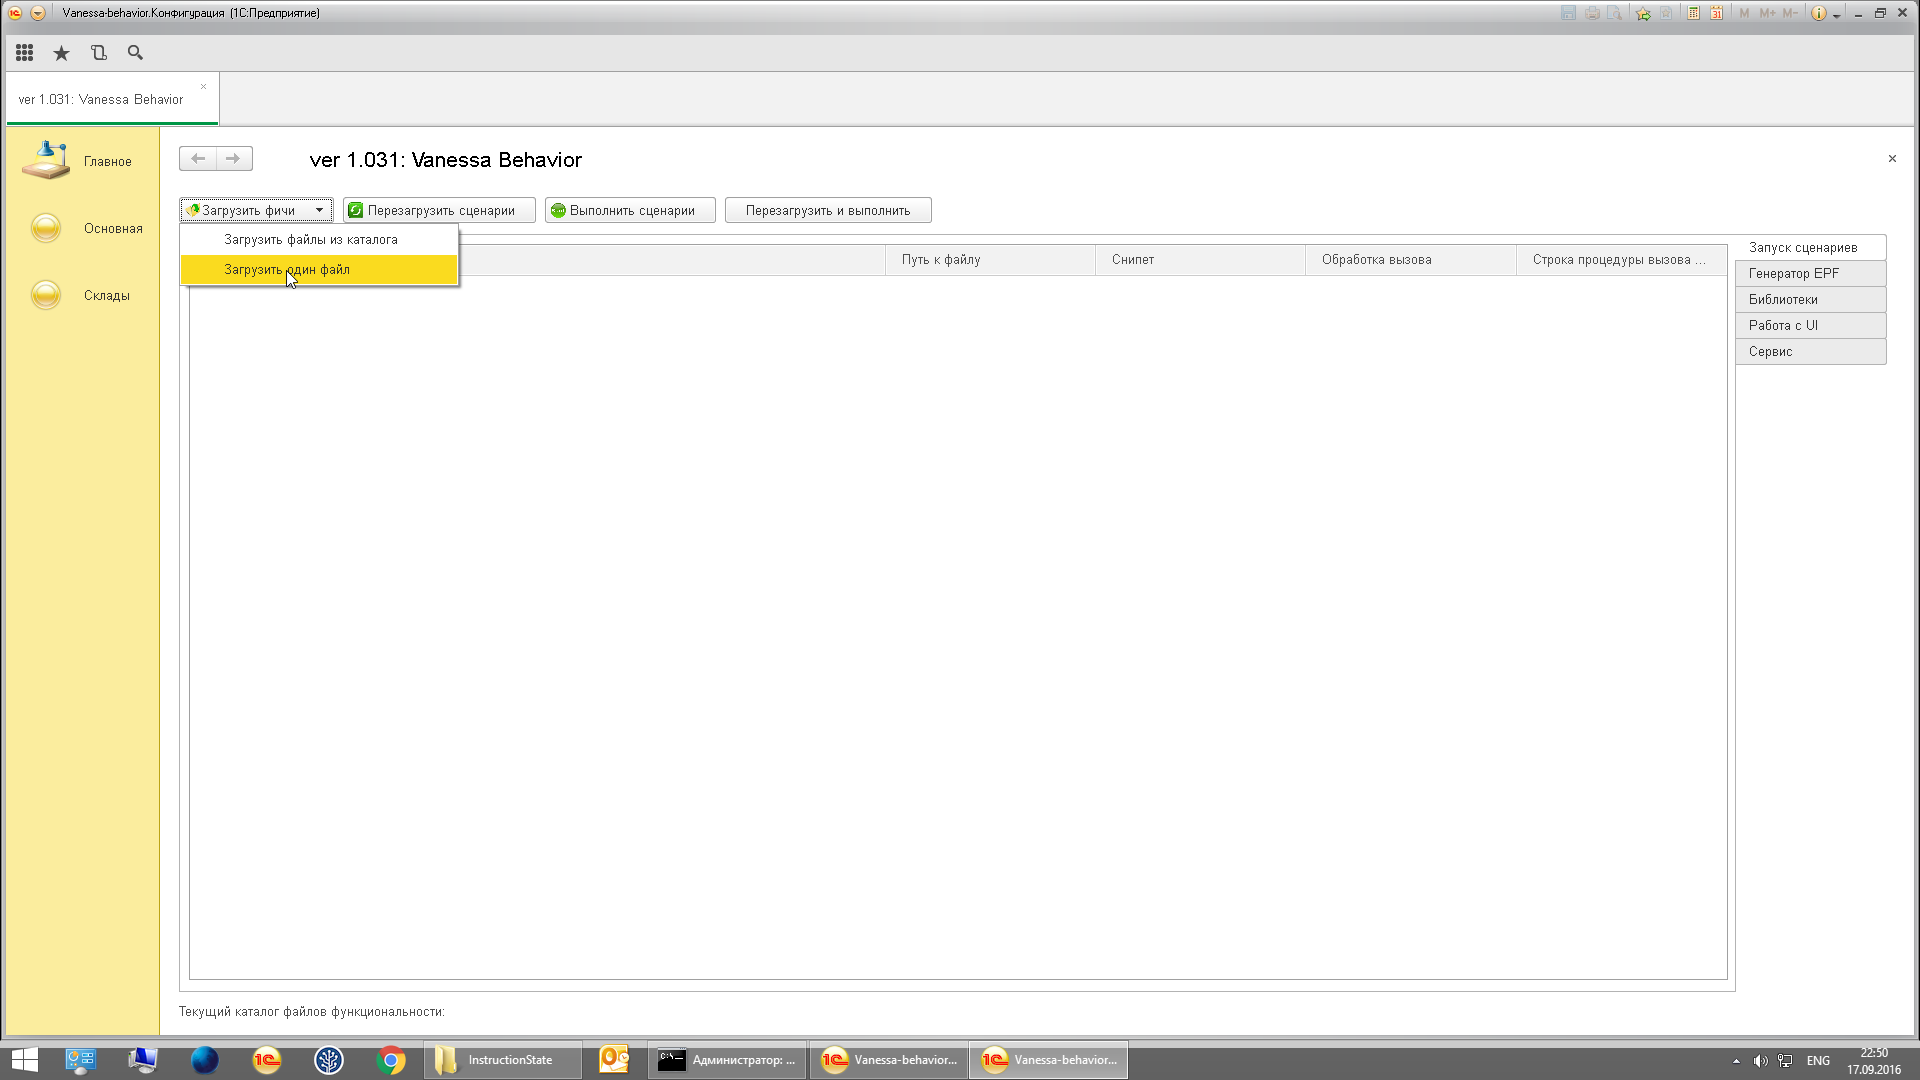 Vanessa-behavior.Конфигурация (1С:Предприятие)
M M+ M-
ver 1.031: Vanessa Behavior
Главное
Основная
Склады
ver 1.031: Vanessa Behavior
Загрузить фичи
Перезагрузить сценарии
Выполнить сценарии
Перезагрузить и выполнить
Загрузить файлы из каталога
Загрузить один файл
Путь к файлу
Снипет
Обработка вызова
Строка процедуры вызова ...
Запуск сценариев
Генератор EPF
Библиотеки
Работа с UI
Сервис
Текущий каталог файлов функциональности:
InstructionState
Администратор: ...
Vanessa-behavior...
Vanessa-behavior...
ENG
22:50
17.09.2016